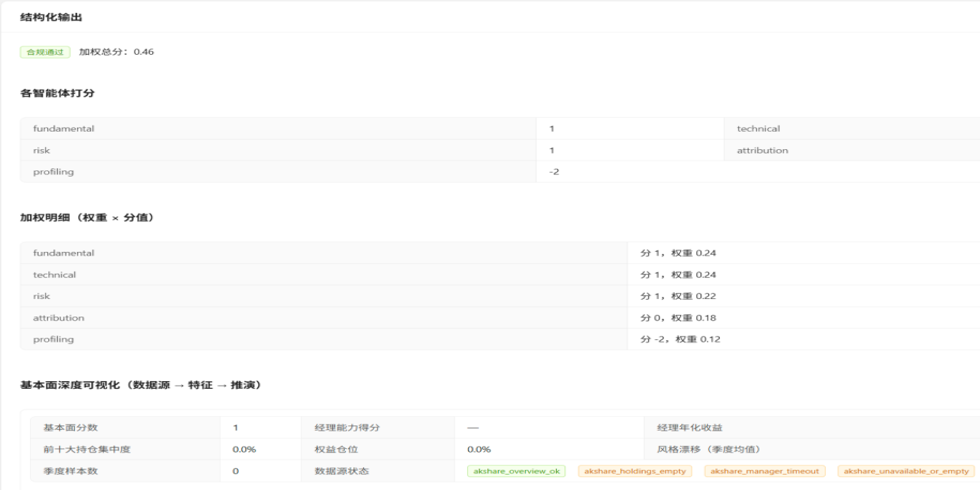 结构化输出
合规通过 加权总分：0.46
各智能体打分
fundamental 1 technical
risk 1 attribution
profiling -2
加权明细（权重 × 分值）
fundamental 分 1，权重 0.24
technical 分 1，权重 0.24
risk 分 1，权重 0.22
attribution 分 0，权重 0.18
profiling 分 -2，权重 0.12
基本面深度可视化（数据源 → 特征 → 推演）
基本面分数 1 经理能力得分 — 经理年化收益
前十大持仓集中度 0.0% 权益仓位 0.0% 风格漂移（季度均值）
季度样本数 0 数据源状态 akshare_overview_ok akshare_holdings_empty akshare_manager_timeout akshare_unavailable_or_empty